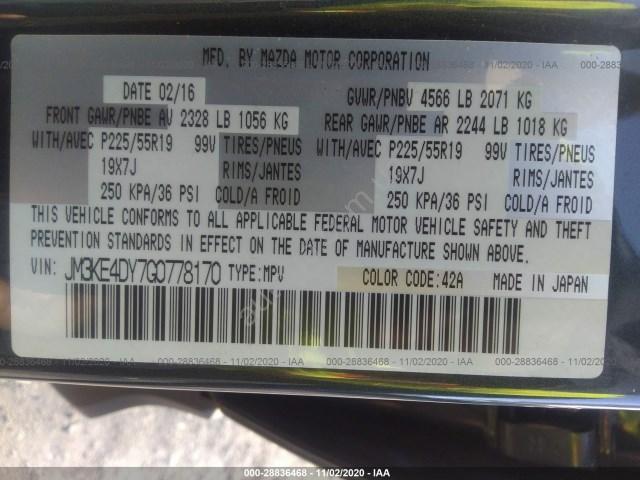 MFD. BY MAZDA MOTOR CORPORATION
DATE 02/16 GVWR/PNBV 4566 LB 2071 KG
FRONT GAWR/PNBE AV 2328 LB 1056 KG REAR GAWR/PNBE AR 2244 LB 1018 KG
WITH/AVEC P225/55R19 99V TIRES/PNEUS WITH/AVEC P225/55R19 99V TIRES/PNEUS
19X7J RIMS/JANTES 19X7J RIMS/JANTES
250 KPA/36 PSI COLD/A FROID 250 KPA/36 PSI COLD/A FROID
THIS VEHICLE CONFORMS TO ALL APPLICABLE FEDERAL MOTOR VEHICLE SAFETY AND THEFT
PREVENTION STANDARDS IN EFFECT ON THE DATE OF MANUFACTURE SHOWN ABOVE.
VIN: JM3KE4DY7G0778170 TYPE:MPV COLOR CODE:42A MADE IN JAPAN
000-28836468 - 11/02/2020 - IAA